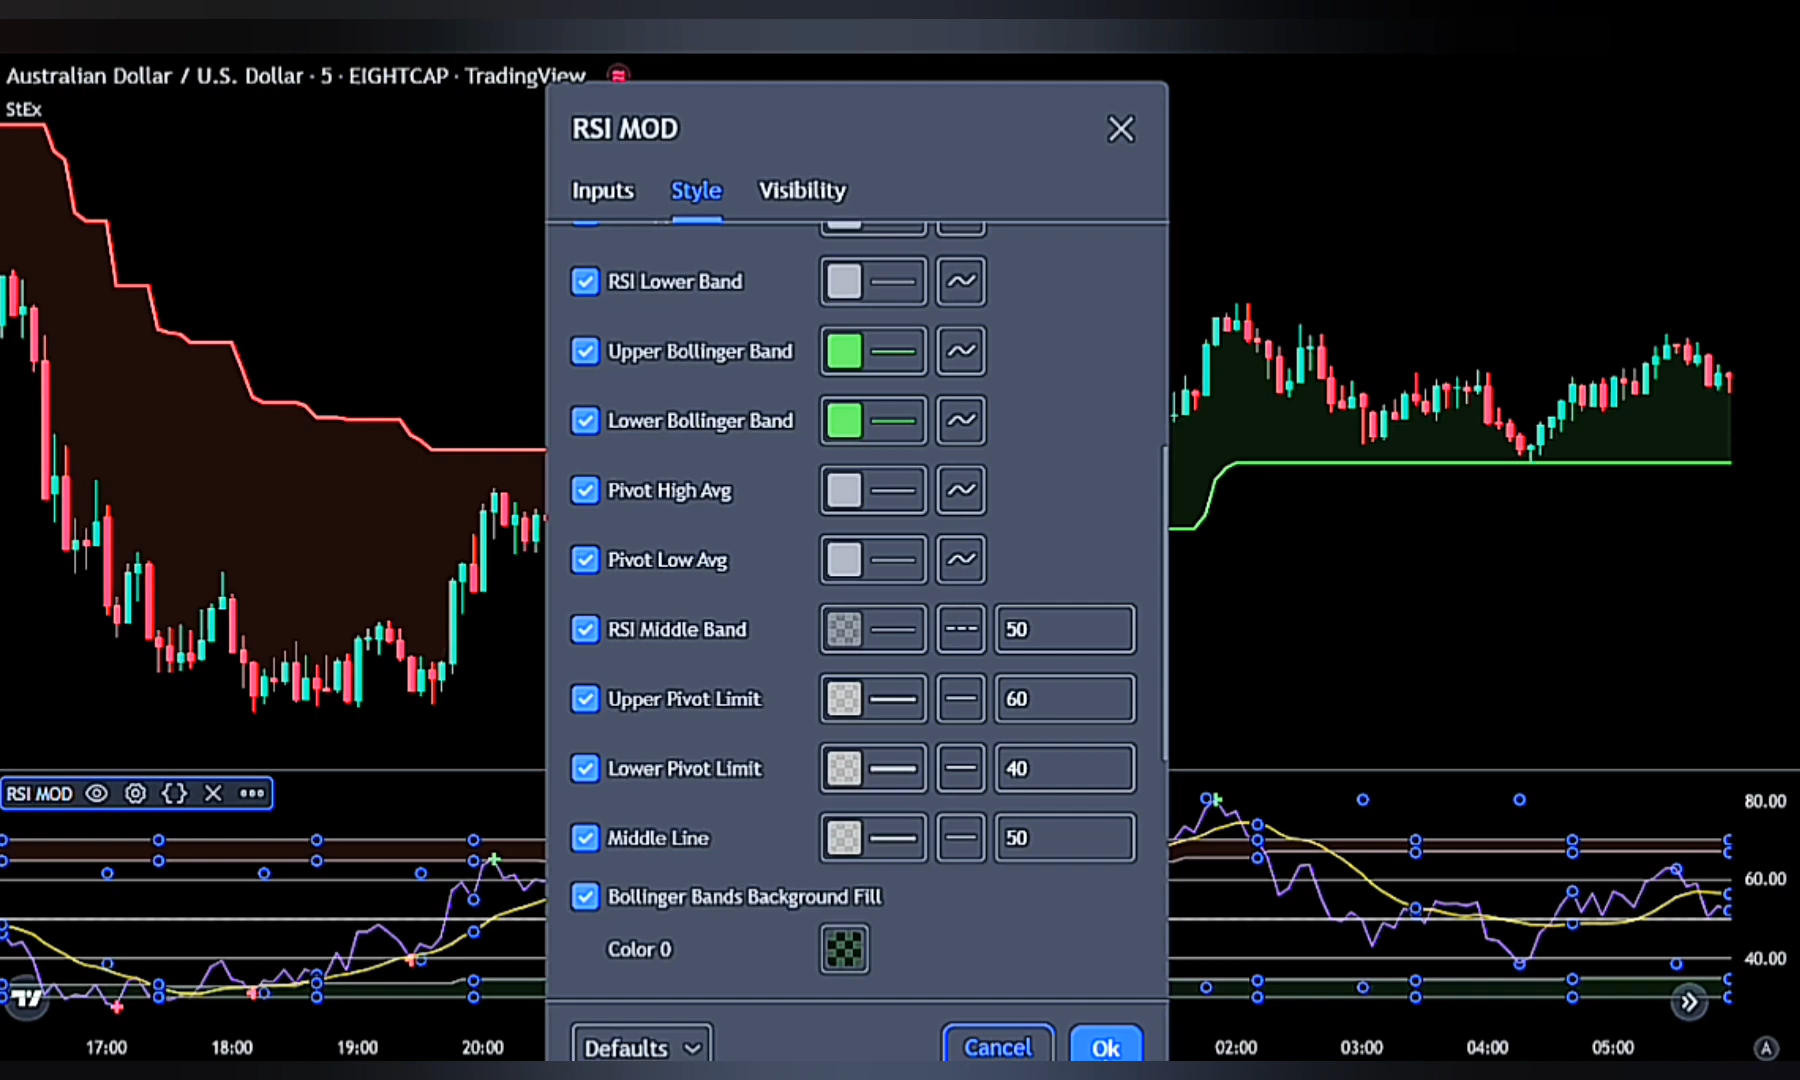 Australian Dollar / U.S. Dollar · 5 · EIGHTCAP · TradingView
StEx
RSI MOD
Inputs Style Visibility
RSI Lower Band
Upper Bollinger Band
Lower Bollinger Band
Pivot High Avg
Pivot Low Avg
RSI Middle Band 50
Upper Pivot Limit 60
Lower Pivot Limit 40
Middle Line 50
Bollinger Bands Background Fill
Color 0
Defaults Cancel Ok
RSI MOD
80.00
60.00
40.00
17:00 18:00 19:00 20:00 02:00 03:00 04:00 05:00
A